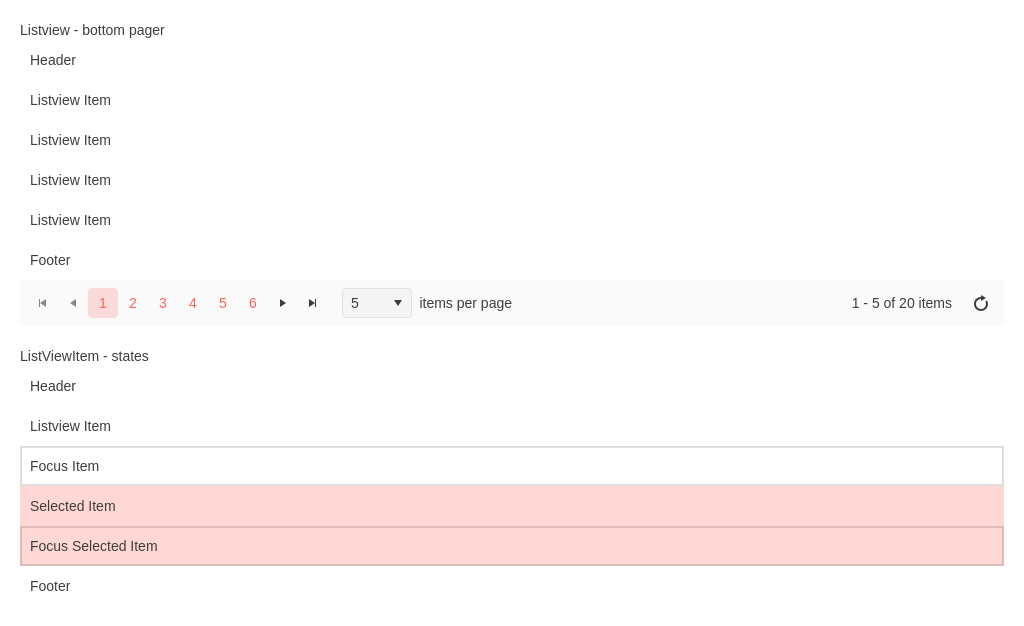 Listview - bottom pager
Header
Listview Item
Listview Item
Listview Item
Listview Item
Footer
1 2 3 4 5 6 5 items per page 1 - 5 of 20 items
ListViewItem - states
Header
Listview Item
Focus Item
Selected Item
Focus Selected Item
Footer